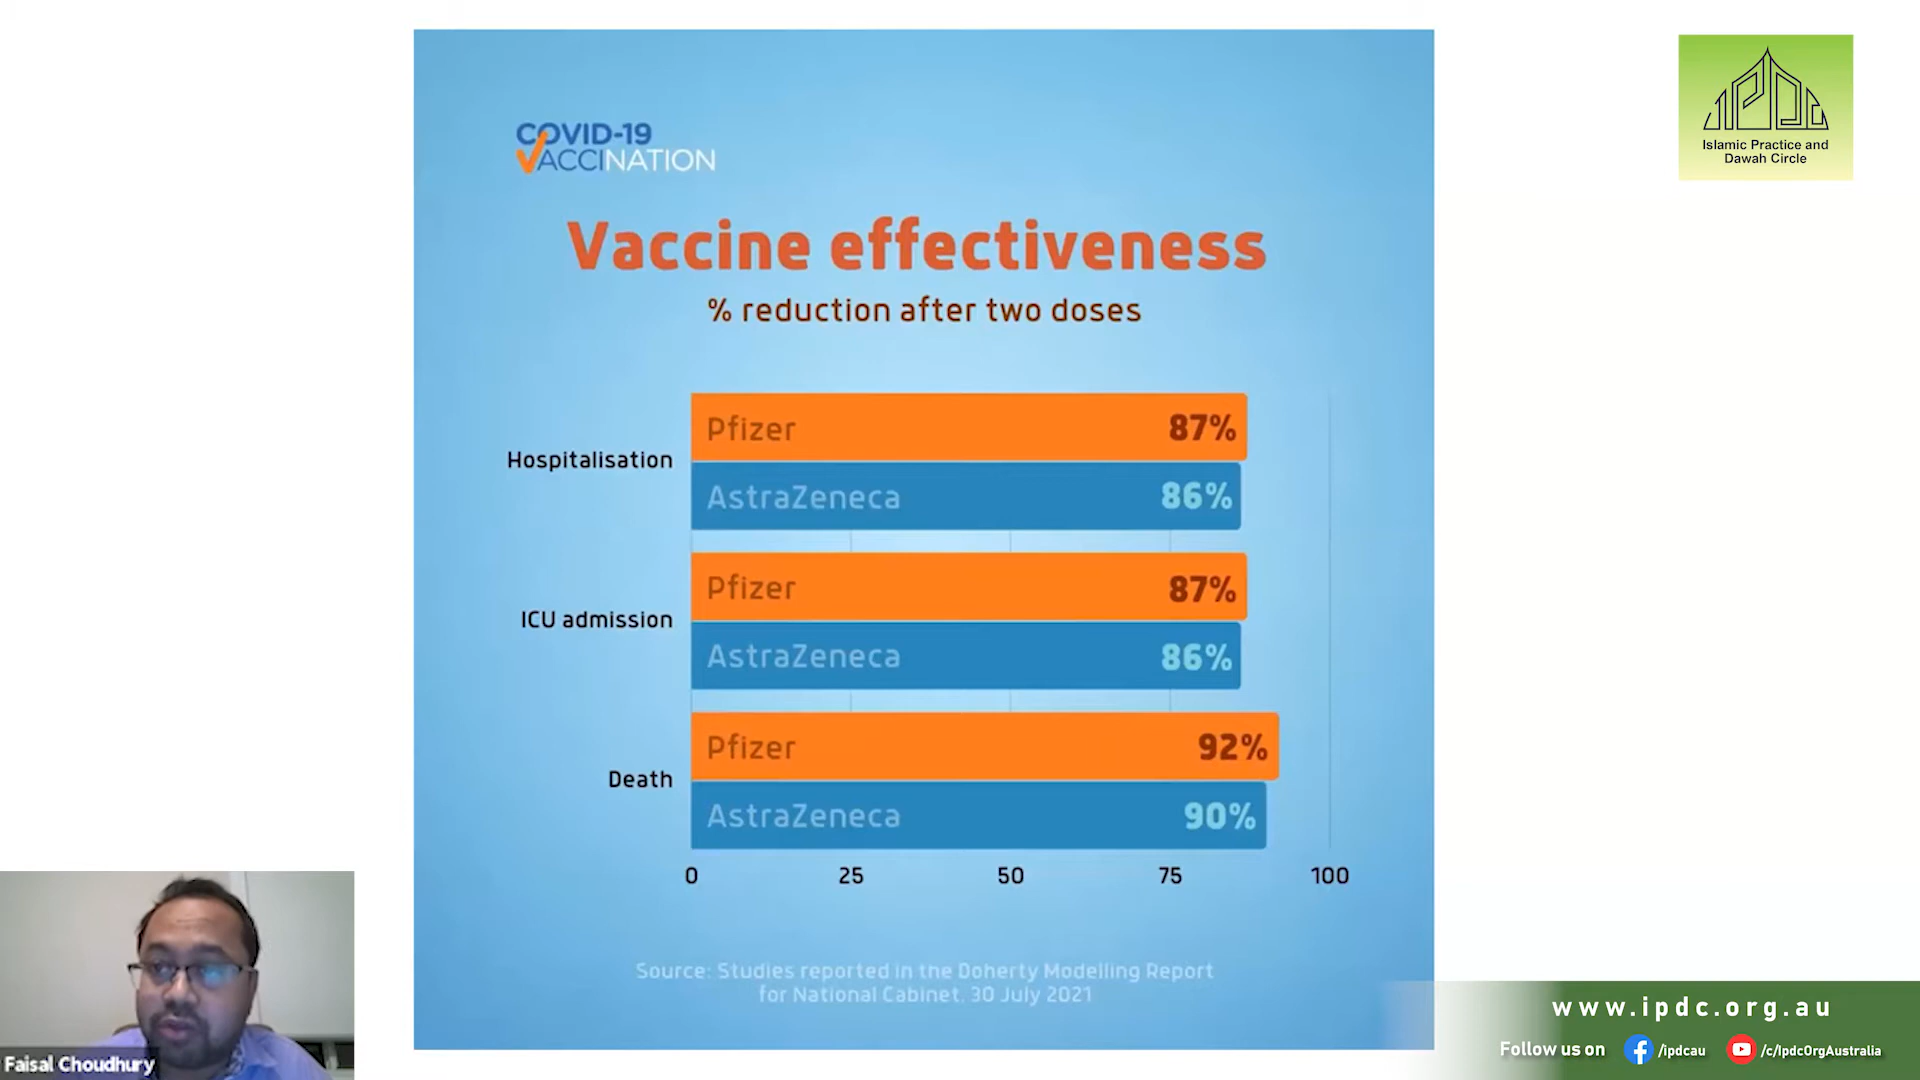 COVID-19
VACCINATION
Vaccine effectiveness
% reduction after two doses
Hospitalisation
Pfizer
87%
AstraZeneca
86%
ICU admission
Pfizer
87%
AstraZeneca
86%
Death
Pfizer
92%
AstraZeneca
90%
0 25 50 75 100
Source: Studies reported in the Doherty Modelling Report
for National Cabinet. 30 July 2021
IPDC
Islamic Practice and
Dawah Circle
Faisal Choudhury
www.ipdc.org.au
Follow us on /ipdcau /c/IpdcOrgAustralia